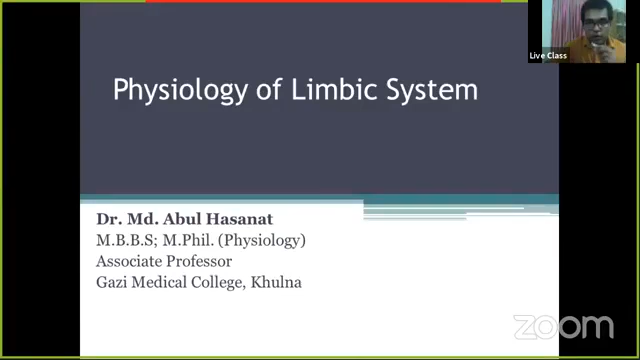 Live Class
Physiology of Limbic System
Dr. Md. Abul Hasanat
M.B.B.S; M.Phil. (Physiology)
Associate Professor
Gazi Medical College, Khulna
zoom